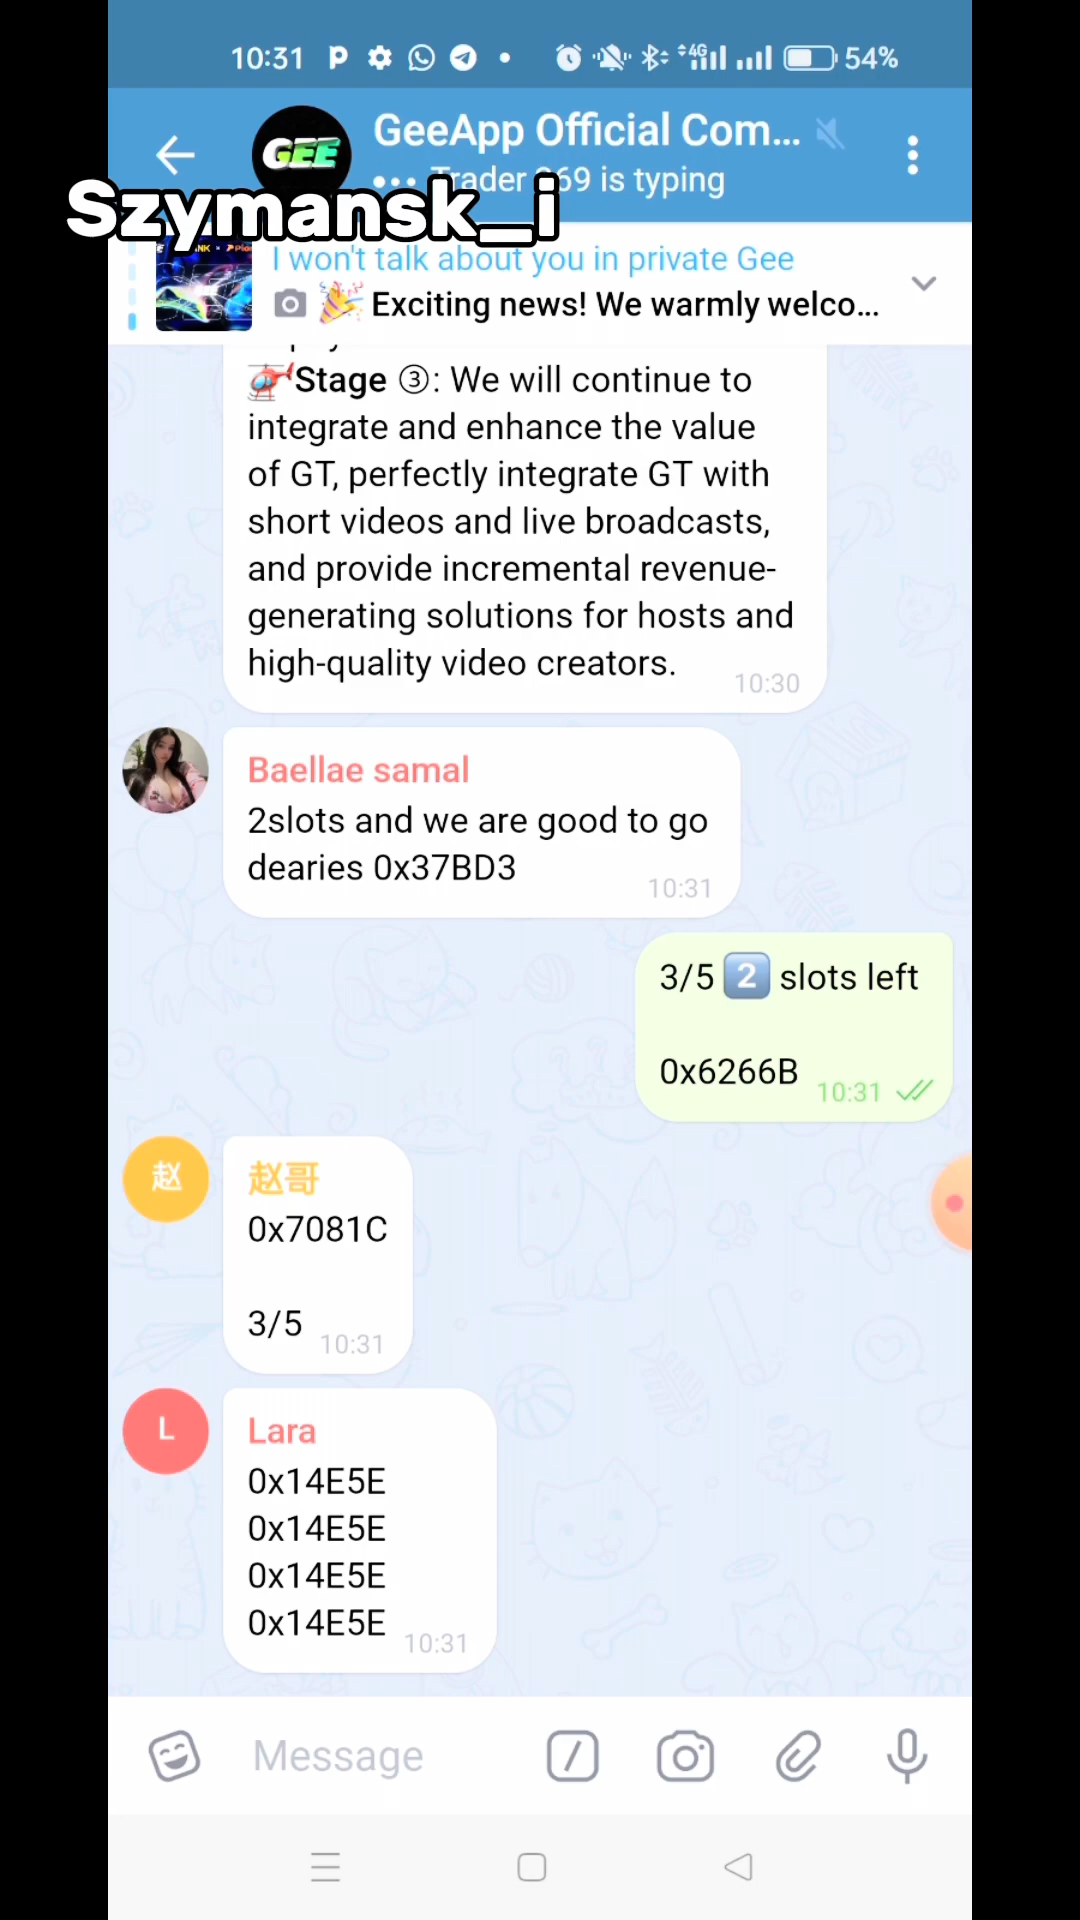 10:31
54%
GEE
GeeApp Official Com...
Trader 969 is typing
Szymansk_i
I won't talk about you in private Gee
🎉 Exciting news! We warmly welco...
🚁Stage ③: We will continue to
integrate and enhance the value
of GT, perfectly integrate GT with
short videos and live broadcasts,
and provide incremental revenue-
generating solutions for hosts and
high-quality video creators.
10:30
Baellae samal
2slots and we are good to go
dearies 0x37BD3
10:31
3/5 2️⃣ slots left
0x6266B
10:31
赵
赵哥
0x7081C
3/5
10:31
L
Lara
0x14E5E
0x14E5E
0x14E5E
0x14E5E
10:31
Message